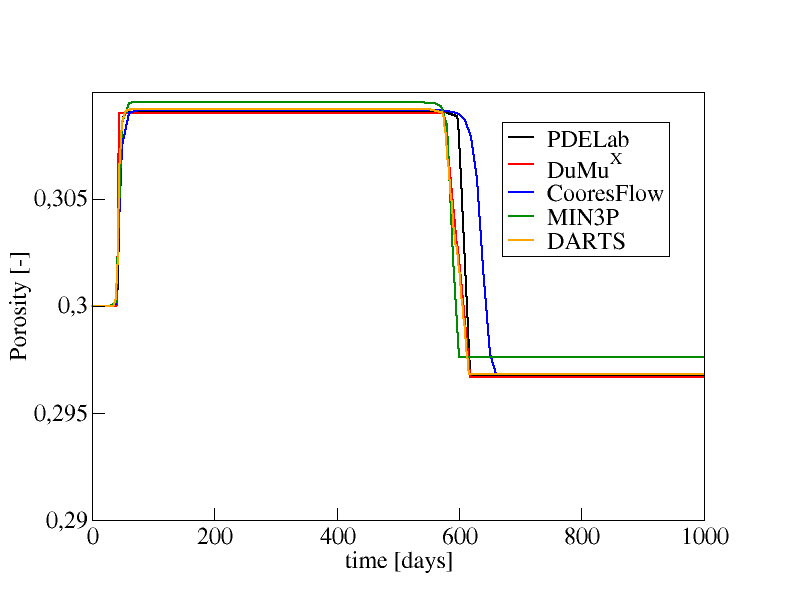 PDELab
DuMuX
CooresFlow
MIN3P
DARTS
0,305
0,3
0,295
0,29
Porosity [-]
0 200 400 600 800 1000
time [days]